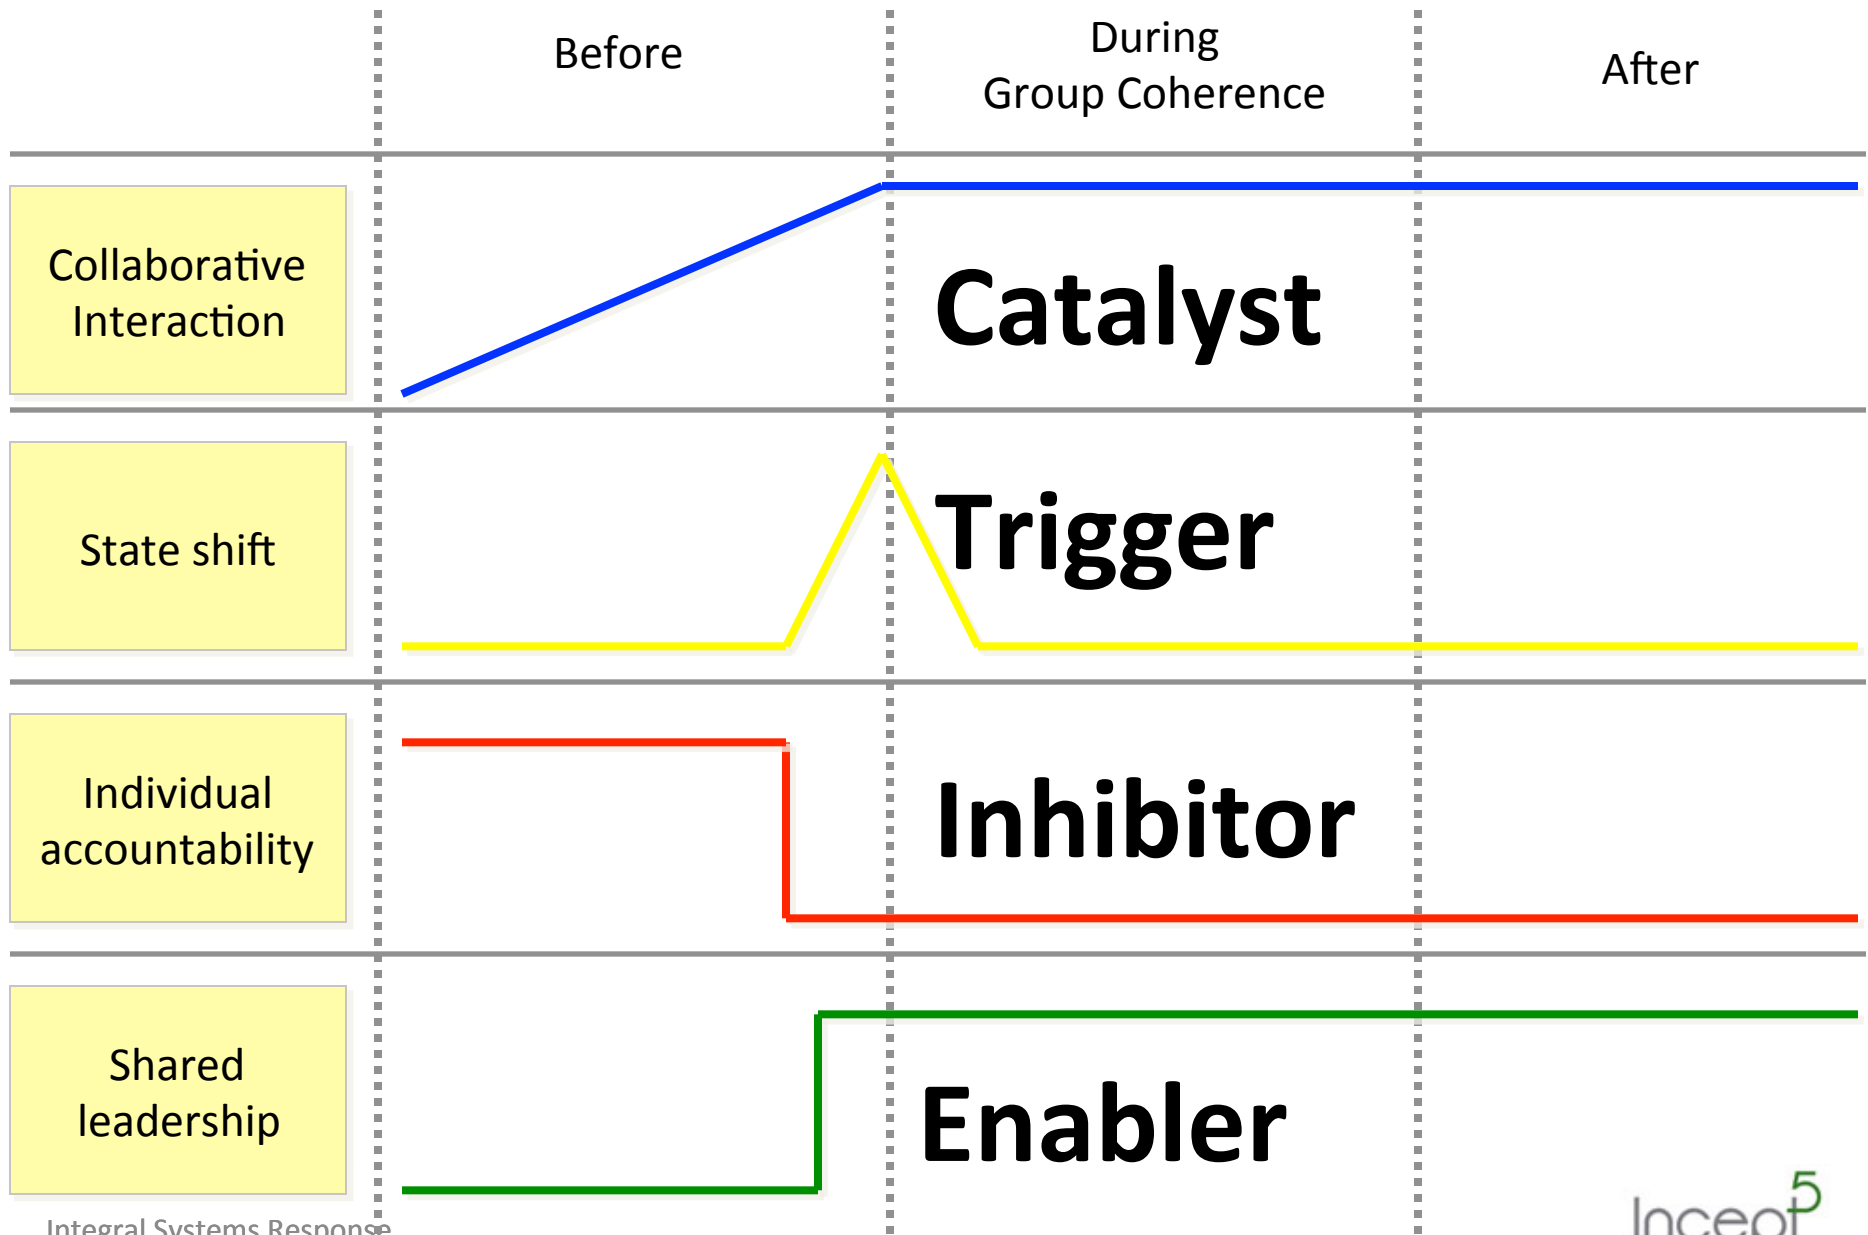 Before
During
Group Coherence
After
Collaborative
Interaction
Catalyst
State shift
Trigger
Individual
accountability
Inhibitor
Shared
leadership
Enabler
Integral Systems Response
Incept5